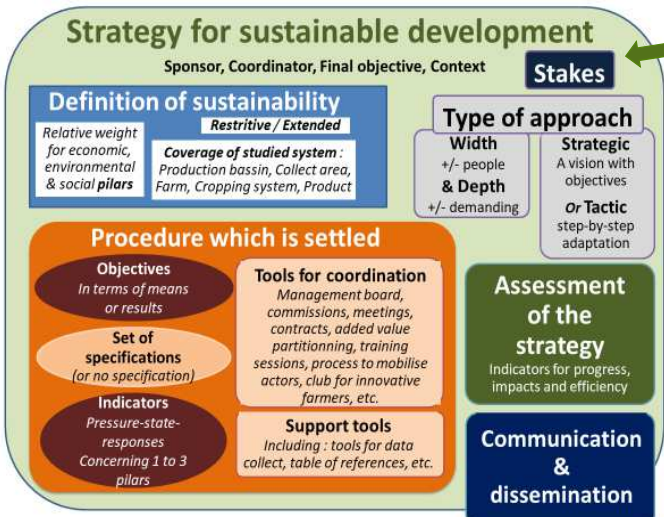 Strategy for sustainable development
Sponsor, Coordinator, Final objective, Context
Stakes
Definition of sustainability
Relative weight
for economic,
environmental
& social pilars
Restritive / Extended
Coverage of studied system :
Production bassin, Collect area,
Farm, Cropping system, Product
Type of approach
Width
+/- people
& Depth
+/- demanding
Strategic
A vision with
objectives
Or Tactic
step-by-step
adaptation
Procedure which is settled
Objectives
In terms of means
or results
Set of
specifications
(or no specification)
Indicators
Pressure-state-
responses
Concerning 1 to 3
pilars
Tools for coordination
Management board,
commissions, meetings,
contracts, added value
partitionning, training
sessions, process to mobilise
actors, club for innovative
farmers, etc.
Support tools
Including : tools for data
collect, table of references, etc.
Assessment
of the
strategy
Indicators for progress,
impacts and efficiency
Communication
&
dissemination